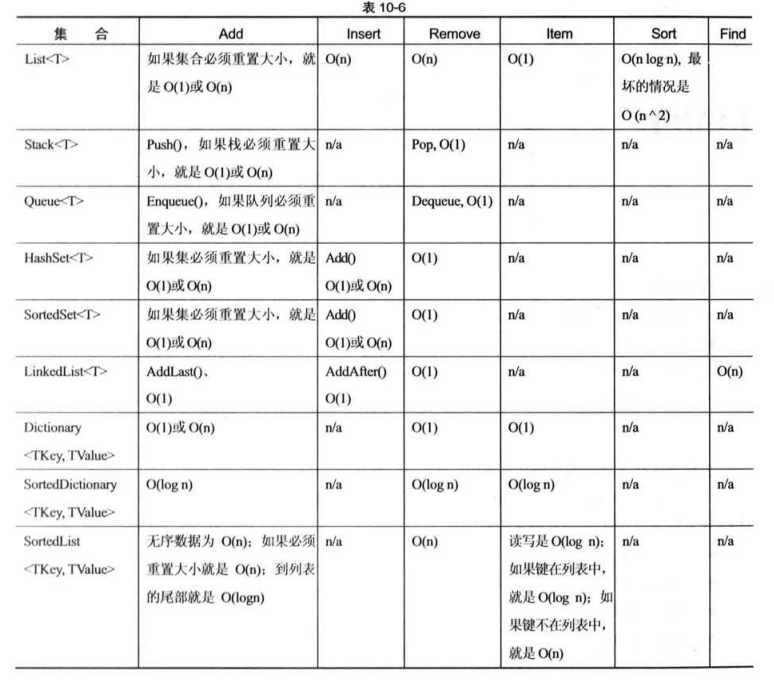 表 10-6
集　合 Add Insert Remove Item Sort Find
List<T> 如果集合必须重置大小，就 O(n) O(n) O(1) O(n log n), 最
是 O(1)或 O(n) 坏的情况是
O (n ^ 2)
Stack<T> Push()，如果栈必须重置大 n/a Pop, O(1) n/a n/a n/a
小，就是 O(1)或 O(n)
Queue<T> Enqueue()，如果队列必须重 n/a Dequeue, O(1) n/a n/a n/a
置大小，就是 O(1)或 O(n)
HashSet<T> 如果集必须重置大小，就是 Add() O(1) n/a n/a n/a
O(1)或 O(n) O(1)或 O(n)
SortedSet<T> 如果集必须重置大小，就是 Add() O(1) n/a n/a n/a
O(1)或 O(n) O(1)或 O(n)
LinkedList<T> AddLast()、 AddAfter() O(1) n/a n/a O(n)
O(1) O(1)
Dictionary O(1)或 O(n) n/a O(1) O(1) n/a n/a
<TKey, TValue>
SortedDictionary O(log n) n/a O(log n) O(log n) n/a n/a
<TKey, TValue>
SortedList 无序数据为 O(n)；如果必须 n/a O(n) 读写是 O(log n)； n/a n/a
<TKey, TValue> 重置大小就是 O(n)；到列表 如果键在列表中，
的尾部就是 O(logn) 就是 O(log n)；如
果键不在列表中，
就是 O(n)